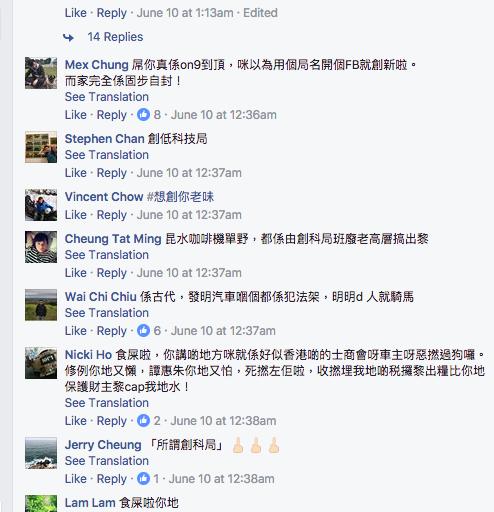 Like · Reply · June 10 at 1:13am · Edited
14 Replies
Mex Chung 屌你真係on9到頂，咪以為用個局名開個FB就創新啦。
而家完全係固步自封！
See Translation
Like · Reply · 8 · June 10 at 12:36am
Stephen Chan 創低科技局
See Translation
Like · Reply · June 10 at 12:37am
Vincent Chow #想創你老味
Like · Reply · June 10 at 12:37am
Cheung Tat Ming 昆水咖啡機單野，都係由創科局班廢老高層搞出黎
See Translation
Like · Reply · June 10 at 12:37am
Wai Chi Chiu 係古代，發明汽車嗰個都係犯法架，明明d 人就騎馬
See Translation
Like · Reply · 6 · June 10 at 12:37am
Nicki Ho 食屎啦，你講啲地方咪就係好似香港啲的士商會呀車主呀惡撚過狗囉。
修例你地又懶，譚惠朱你地又怕，死撚左佢啦，收撚埋我地啲稅攞黎出糧比你地
保護財主黎cap我地水！
See Translation
Like · Reply · 2 · June 10 at 12:38am
Jerry Cheung 「所謂創科局」🖕🏻🖕🏻🖕🏻
See Translation
Like · Reply · 1 · June 10 at 12:38am
Lam Lam 食屎啦你地